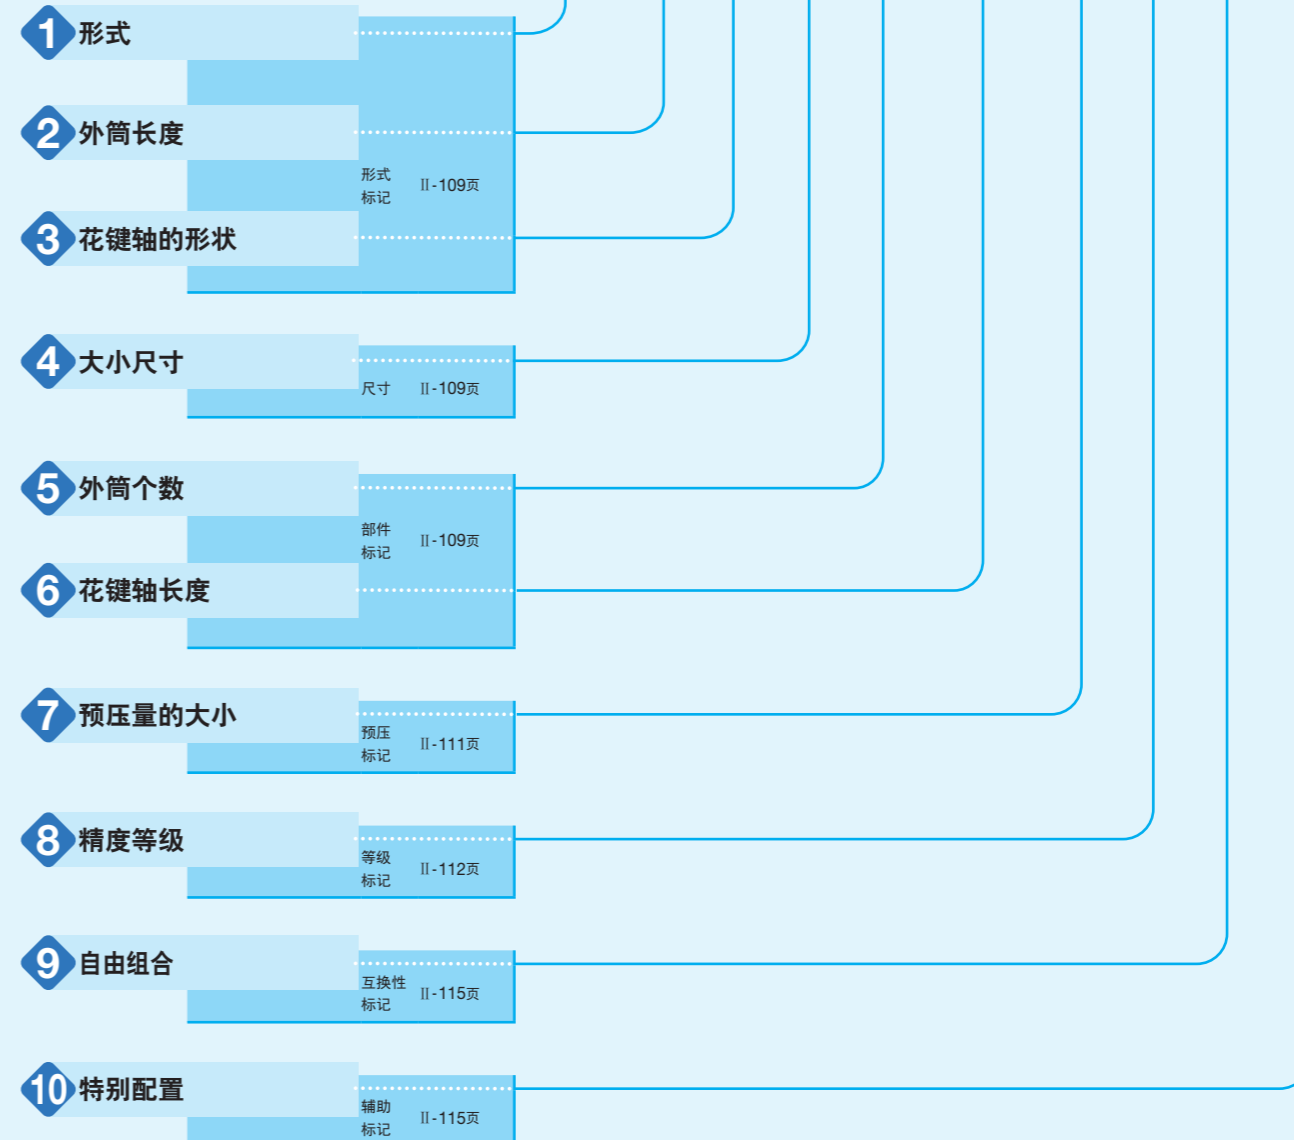 1 形式
2 外筒长度
形式
标记 Ⅱ-109页
3 花键轴的形状
4 大小尺寸
尺寸 Ⅱ-109页
5 外筒个数
部件
标记 Ⅱ-109页
6 花键轴长度
7 预压量的大小
预压
标记 Ⅱ-111页
8 精度等级
等级
标记 Ⅱ-112页
9 自由组合
互换性
标记 Ⅱ-115页
10 特别配置
辅助
标记 Ⅱ-115页